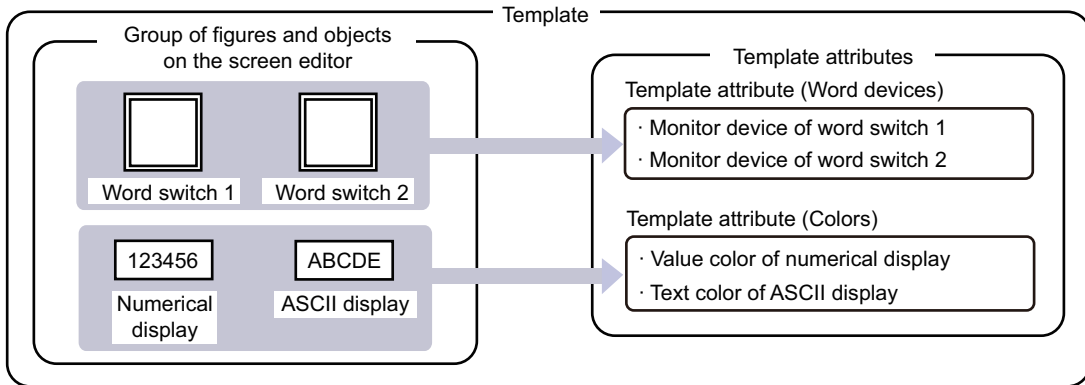 Template
Group of figures and objects
on the screen editor
Word switch 1
Word switch 2
123456
ABCDE
Numerical
display
ASCII display
Template attributes
Template attribute (Word devices)
· Monitor device of word switch 1
· Monitor device of word switch 2
Template attribute (Colors)
· Value color of numerical display
· Text color of ASCII display